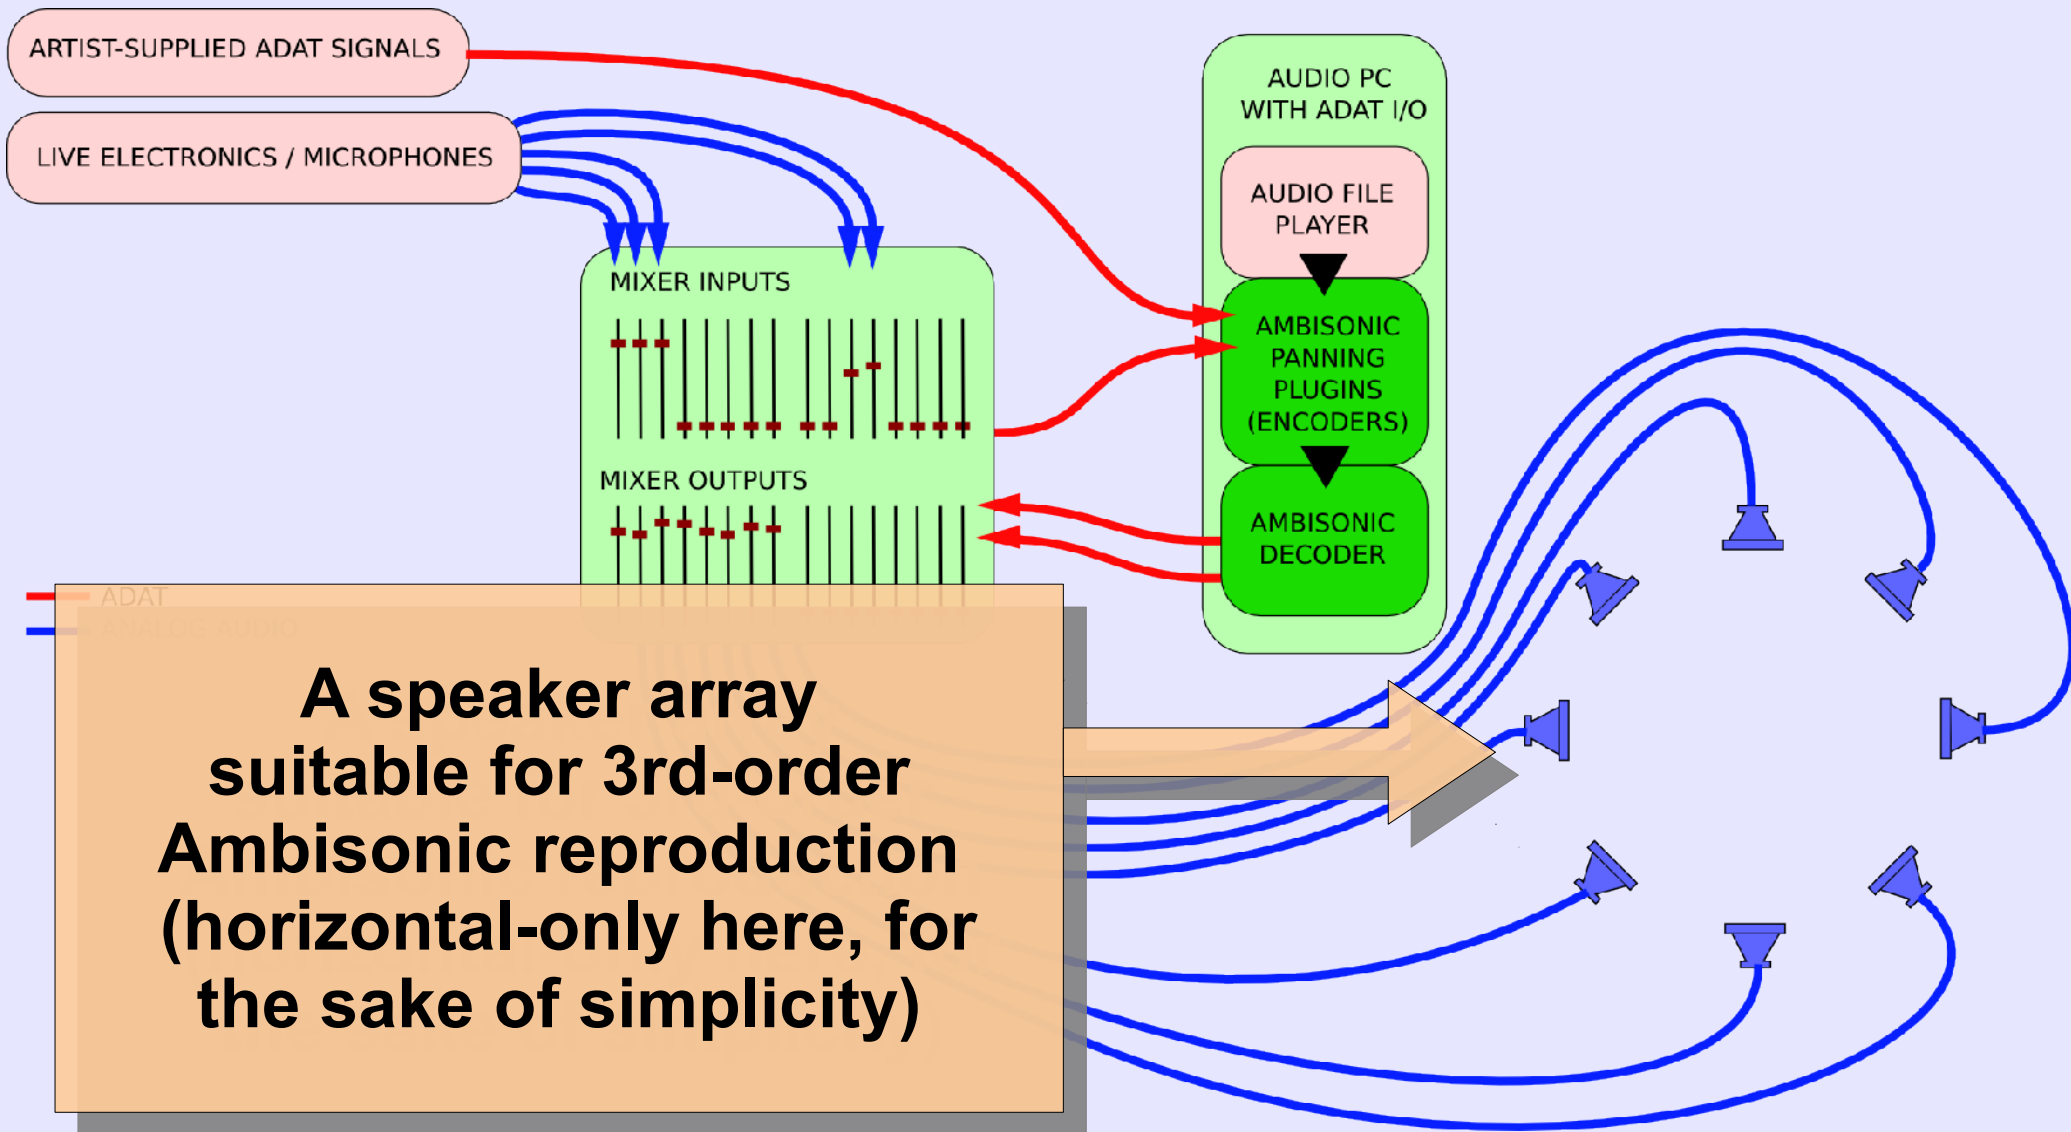 ARTIST-SUPPLIED ADAT SIGNALS
LIVE ELECTRONICS / MICROPHONES
AUDIO PC
WITH ADAT I/O
AUDIO FILE
PLAYER
MIXER INPUTS
AMBISONIC
PANNING
PLUGINS
(ENCODERS)
MIXER OUTPUTS
AMBISONIC
DECODER
ADAT
ANALOG AUDIO
A speaker array
suitable for 3rd-order
Ambisonic reproduction
(horizontal-only here, for
the sake of simplicity)